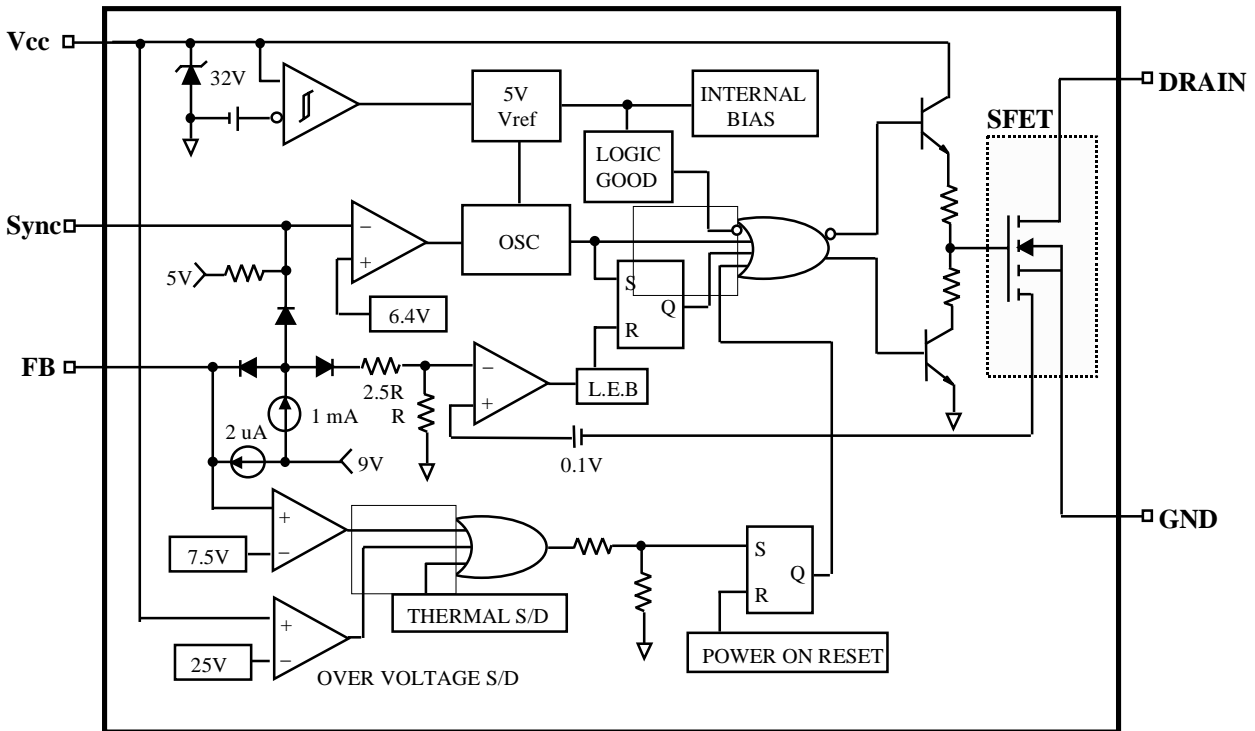 Vcc
32V
5V
Vref
INTERNAL
BIAS
DRAIN
SFET
LOGIC
GOOD
Sync
−
+
OSC
5V
6.4V
S
Q
R
FB
2.5R
R
−
+
L.E.B
1 mA
2 uA
9V
0.1V
+
−
7.5V
GND
S
Q
R
THERMAL S/D
+
−
25V
OVER VOLTAGE S/D
POWER ON RESET